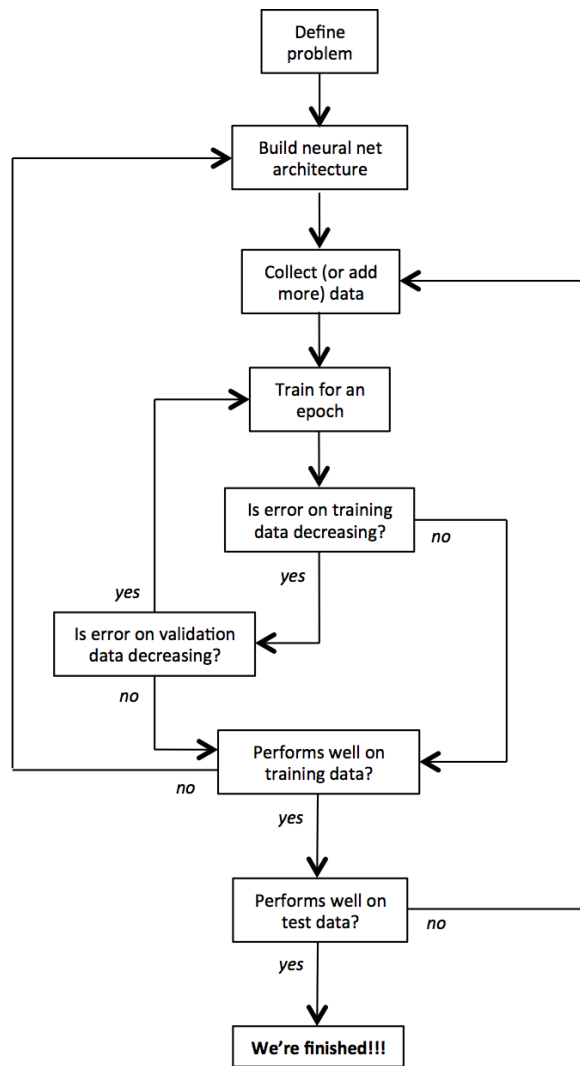 Define
problem
Build neural net
architecture
Collect (or add
more) data
Train for an
epoch
Is error on training
data decreasing?
no
yes
yes
Is error on validation
data decreasing?
no
Performs well on
training data?
no
yes
Performs well on
test data?
no
yes
We're finished!!!